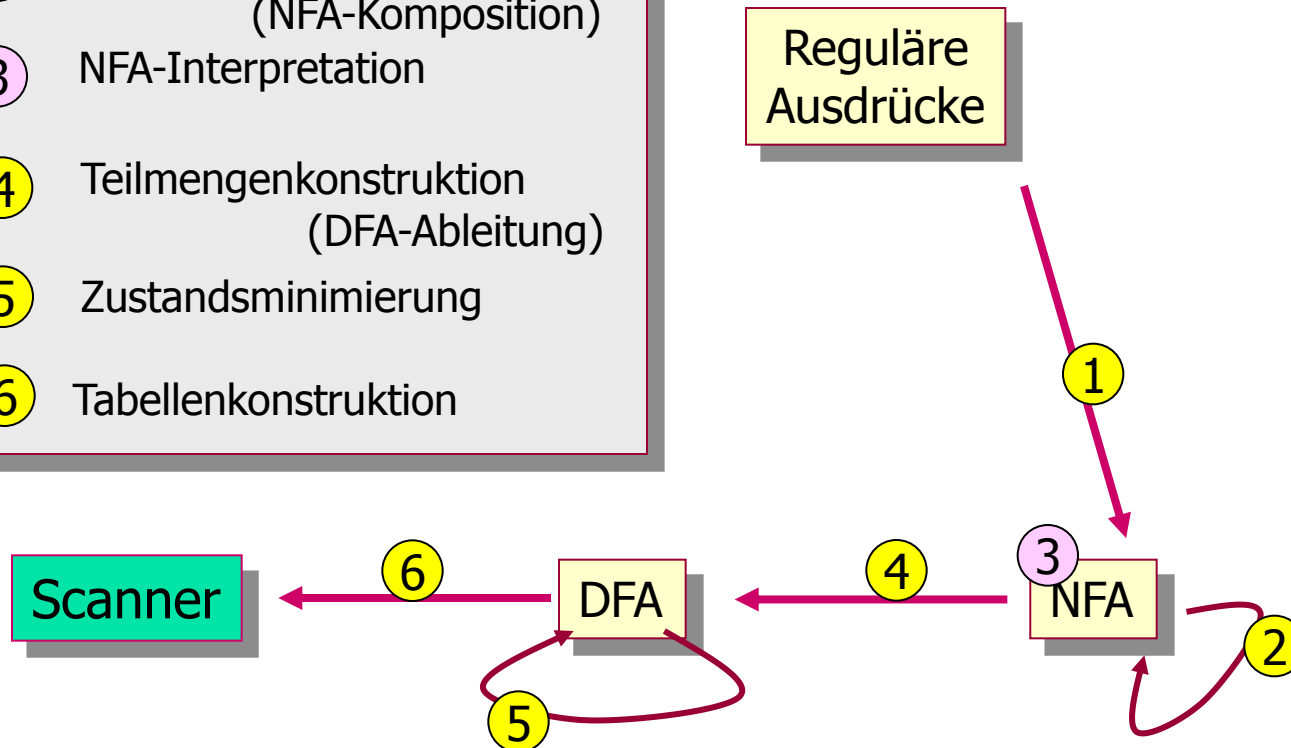 (NFA-Komposition)
3 NFA-Interpretation
4 Teilmengenkonstruktion
(DFA-Ableitung)
5 Zustandsminimierung
6 Tabellenkonstruktion
Reguläre
Ausdrücke
1
3
NFA
2
4
DFA
5
6
Scanner